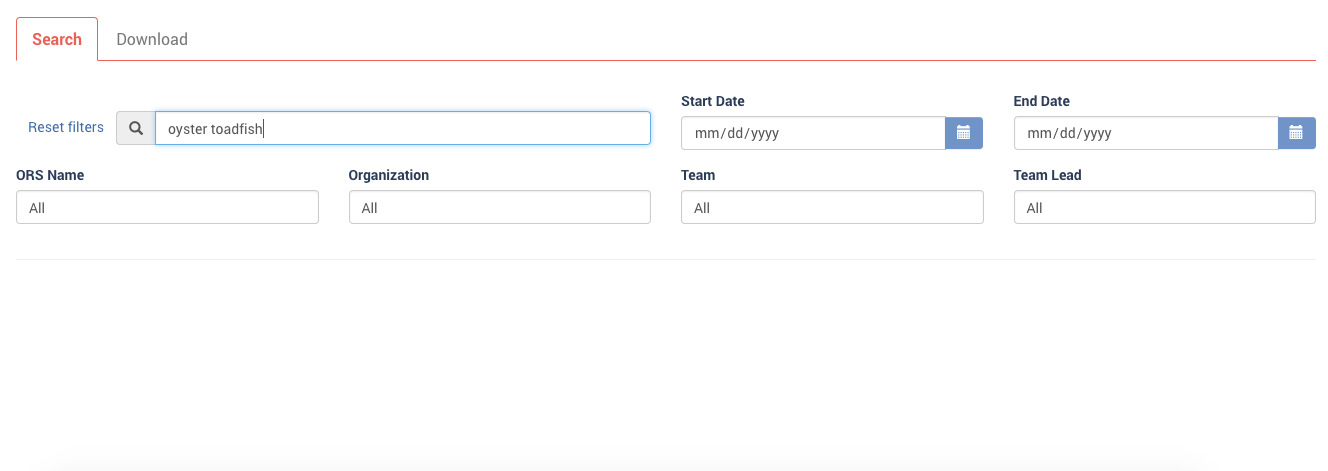 Search Download
Start Date End Date
Reset filters oyster toadfish mm/dd/yyyy mm/dd/yyyy
ORS Name Organization Team Team Lead
All All All All